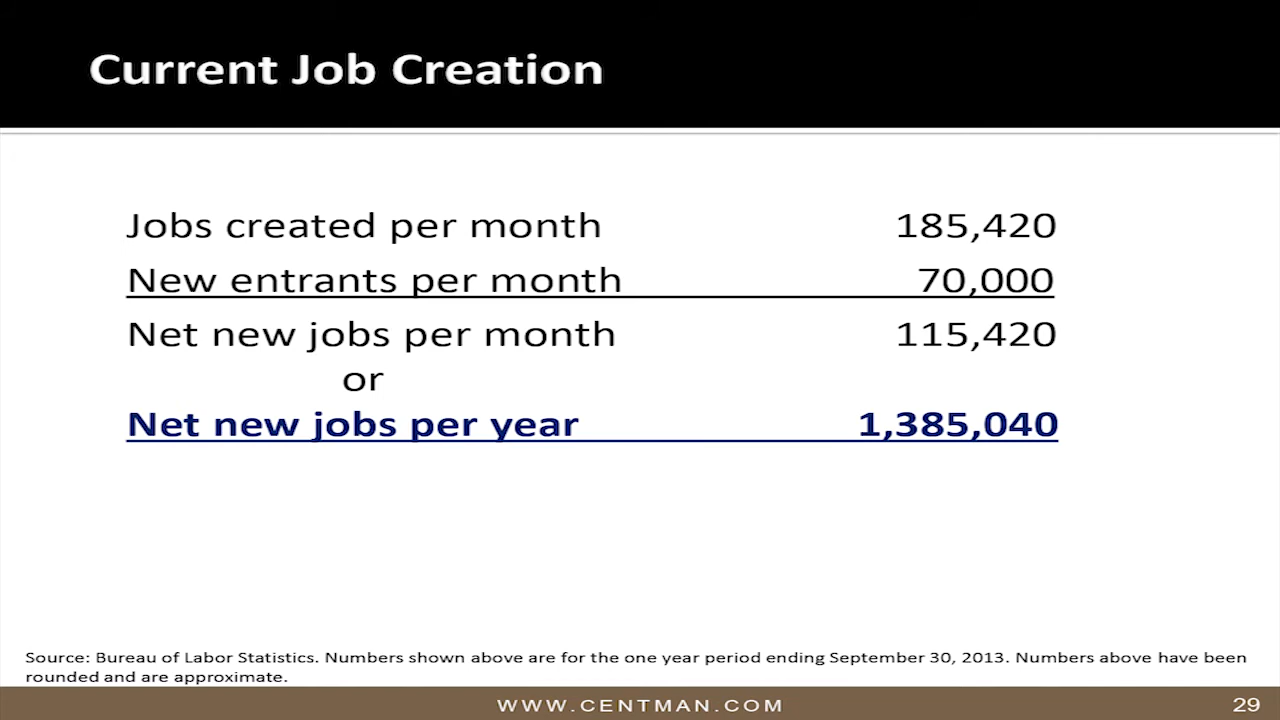 Current Job Creation
Jobs created per month 185,420
New entrants per month 70,000
Net new jobs per month 115,420
or
Net new jobs per year 1,385,040
Source: Bureau of Labor Statistics. Numbers shown above are for the one year period ending September 30, 2013. Numbers above have been
rounded and are approximate.
WWW.CENTMAN.COM 29